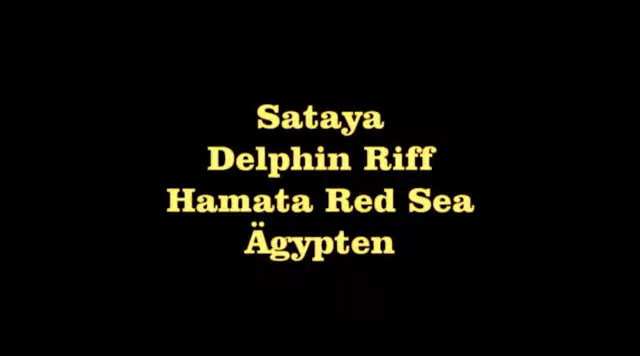 Sataya
Delphin Riff
Hamata Red Sea
Ägypten